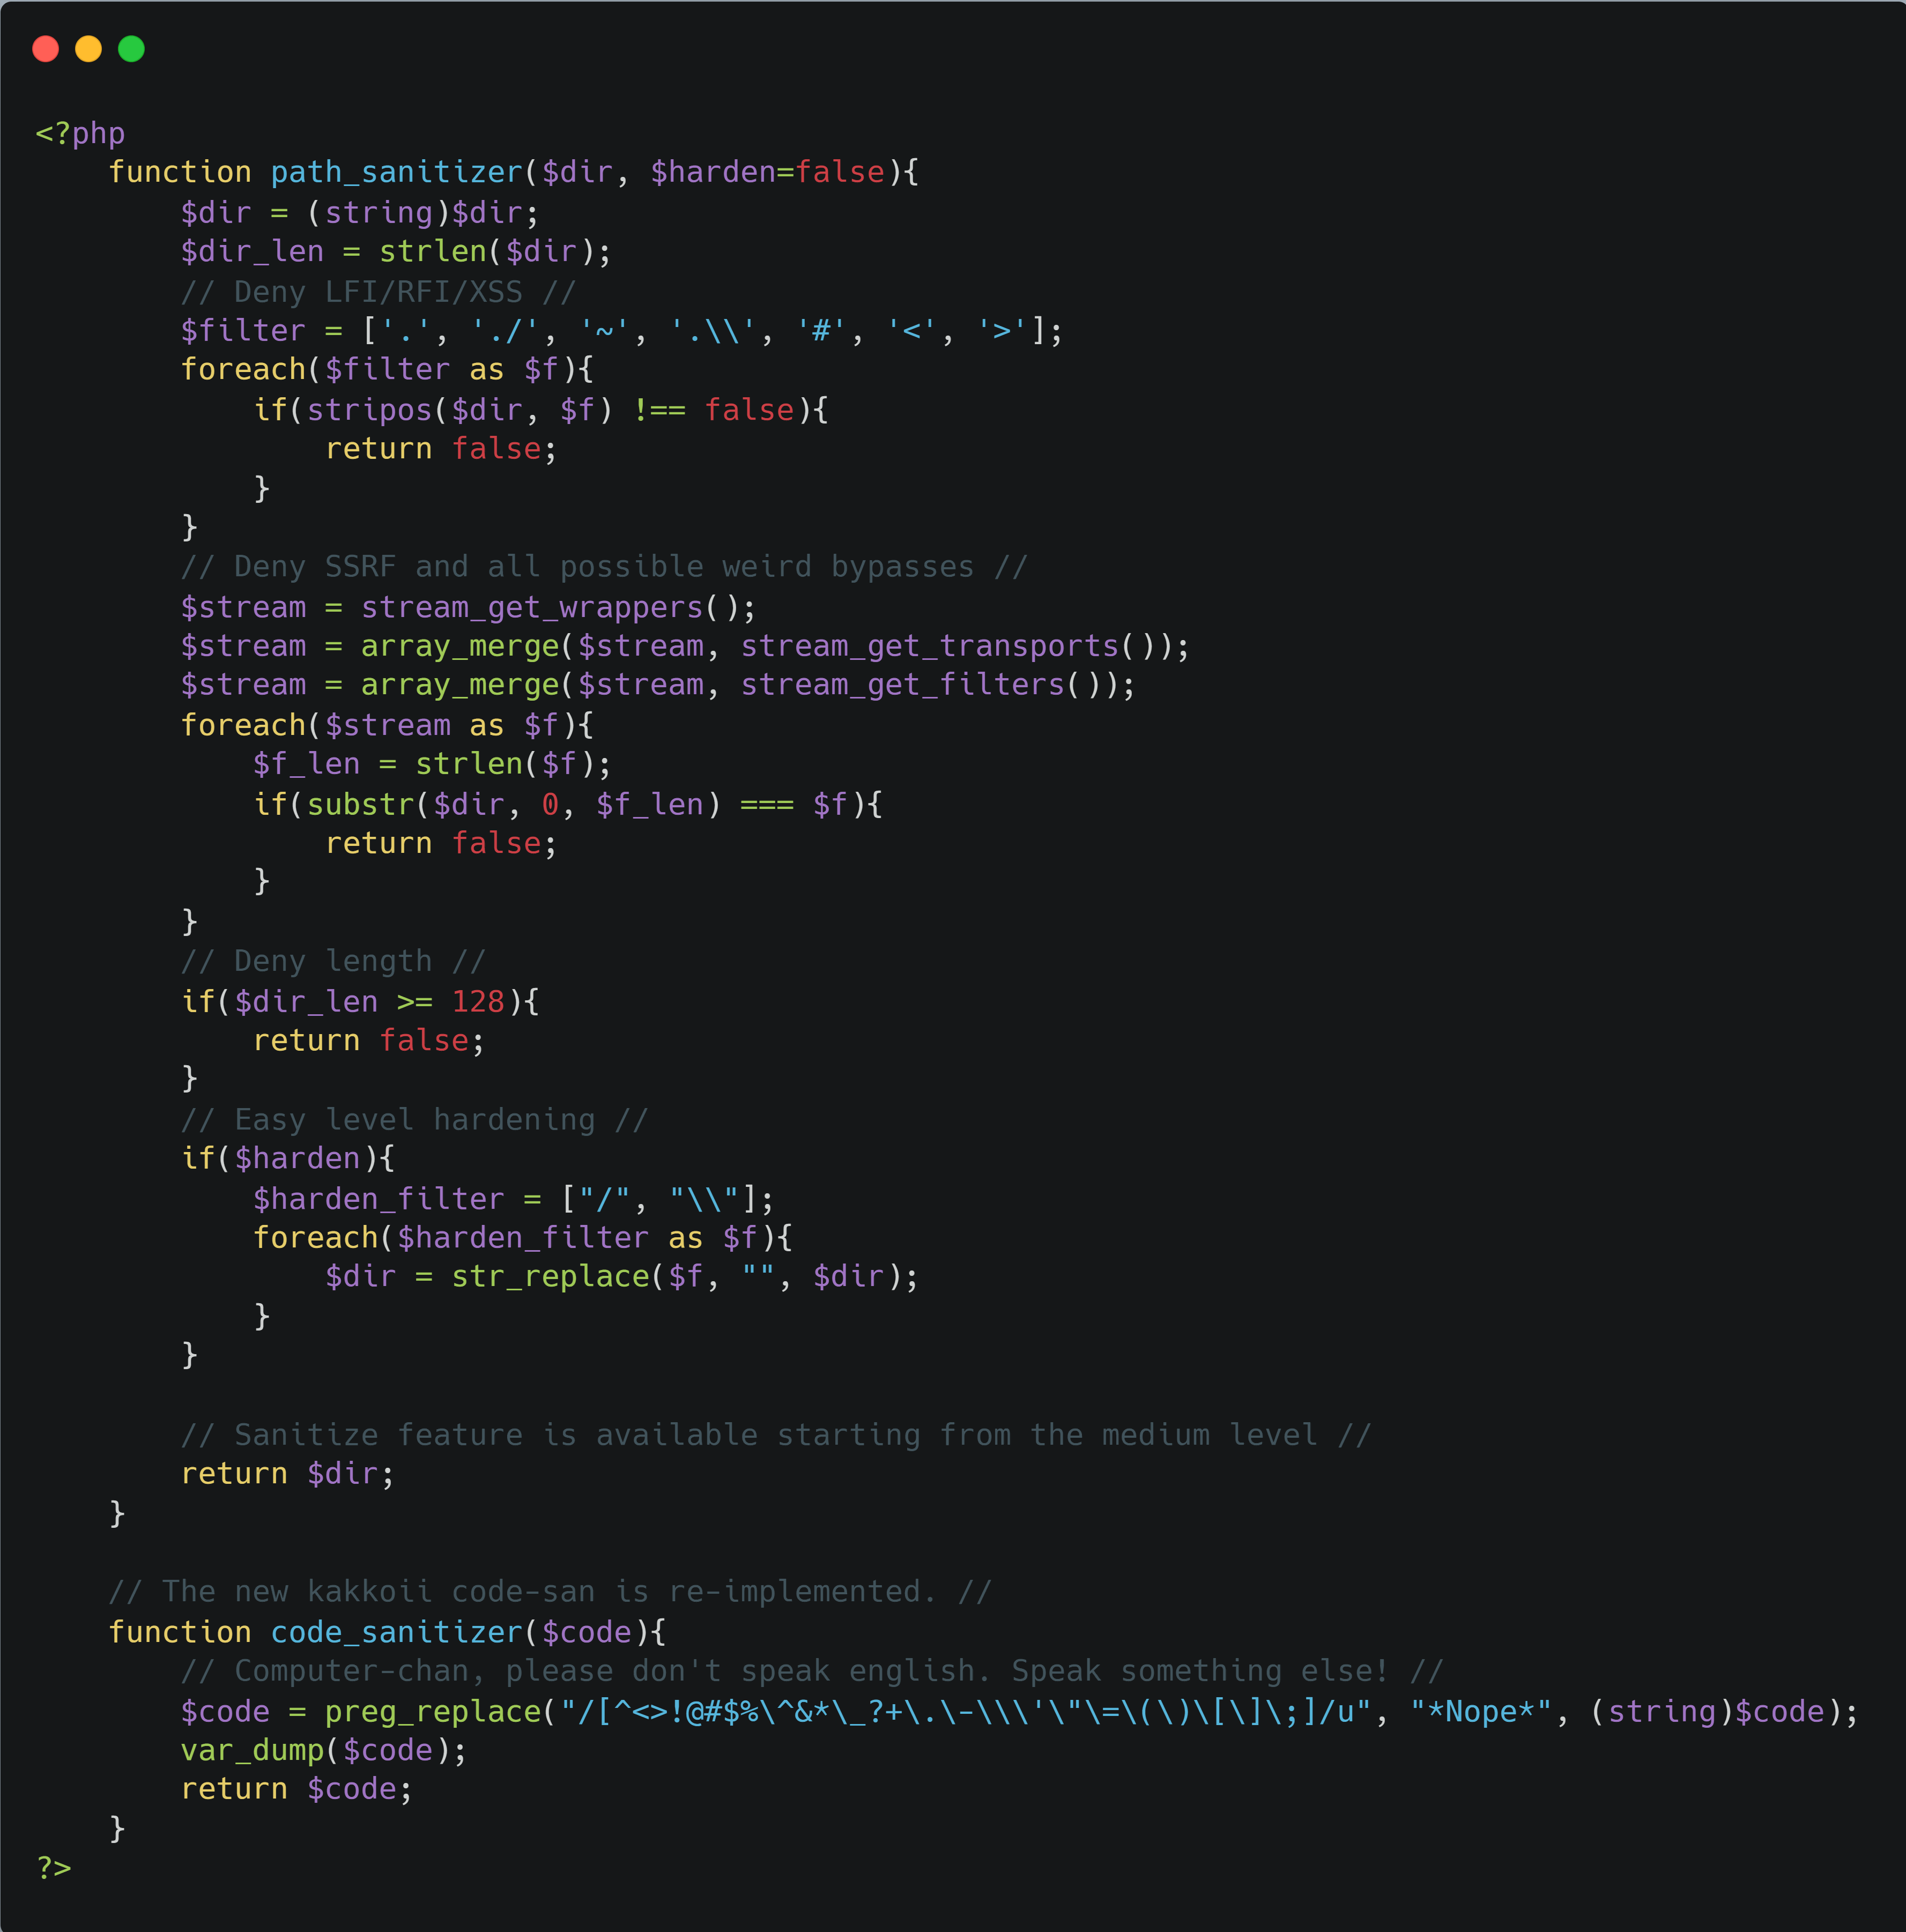 <?php
    function path_sanitizer($dir, $harden=false){
        $dir = (string)$dir;
        $dir_len = strlen($dir);
        // Deny LFI/RFI/XSS //
        $filter = ['.', './', '~', '.\\', '#', '<', '>'];
        foreach($filter as $f){
            if(stripos($dir, $f) !== false){
                return false;
            }
        }
        // Deny SSRF and all possible weird bypasses //
        $stream = stream_get_wrappers();
        $stream = array_merge($stream, stream_get_transports());
        $stream = array_merge($stream, stream_get_filters());
        foreach($stream as $f){
            $f_len = strlen($f);
            if(substr($dir, 0, $f_len) === $f){
                return false;
            }
        }
        // Deny length //
        if($dir_len >= 128){
            return false;
        }
        // Easy level hardening //
        if($harden){
            $harden_filter = ["/", "\\"];
            foreach($harden_filter as $f){
                $dir = str_replace($f, "", $dir);
            }
        }

        // Sanitize feature is available starting from the medium level //
        return $dir;
    }

    // The new kakkoii code-san is re-implemented. //
    function code_sanitizer($code){
        // Computer-chan, please don't speak english. Speak something else! //
        $code = preg_replace("/[^<>!@#$%\^&*\_?+\.\-\\\'\"\=\(\)\[\]\;]/u", "*Nope*", (string)$code);
        var_dump($code);
        return $code;
    }
?>